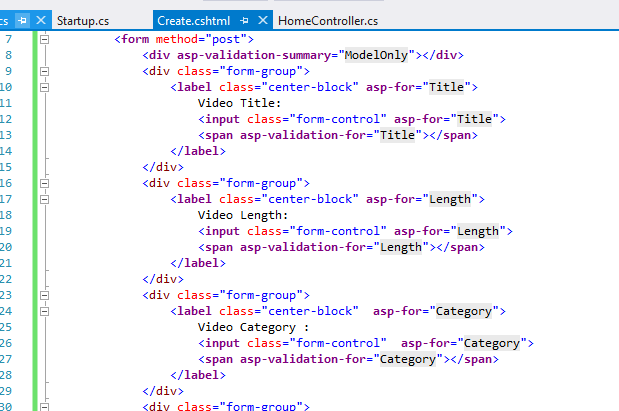 cs Startup.cs Create.cshtml HomeController.cs
7 <form method="post">
8 <div asp-validation-summary="ModelOnly"></div>
9 <div class="form-group">
10 <label class="center-block" asp-for="Title">
11 Video Title:
12 <input class="form-control" asp-for="Title">
13 <span asp-validation-for="Title"></span>
14 </label>
15 </div>
16 <div class="form-group">
17 <label class="center-block" asp-for="Length">
18 Video Length:
19 <input class="form-control" asp-for="Length">
20 <span asp-validation-for="Length"></span>
21 </label>
22 </div>
23 <div class="form-group">
24 <label class="center-block"  asp-for="Category">
25 Video Category :
26 <input class="form-control"  asp-for="Category">
27 <span asp-validation-for="Category"></span>
28 </label>
29 </div>
30 <div class="form-group">